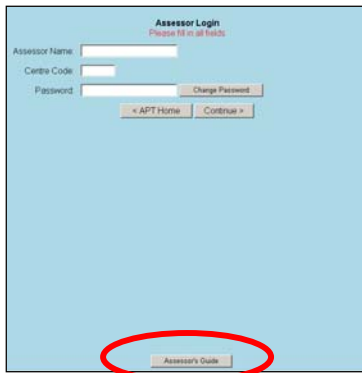 Assessor Login
Please fill in all fields
Assessor Name:
Centre Code:
Password: Change Password
< APT Home Continue >
Assessor's Guide